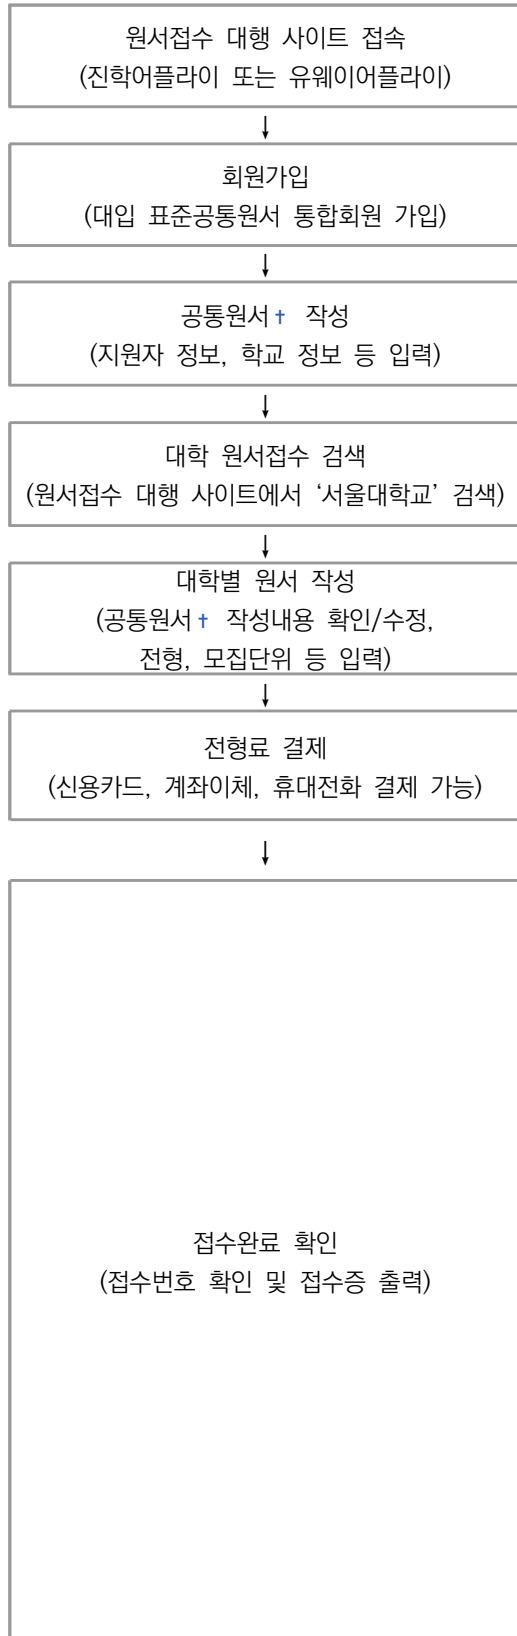 원서접수 대행 사이트 접속
(진학어플라이 또는 유웨이어플라이)
↓
회원가입
(대입 표준공통원서 통합회원 가입)
↓
공통원서† 작성
(지원자 정보, 학교 정보 등 입력)
↓
대학 원서접수 검색
(원서접수 대행 사이트에서 ‘서울대학교’ 검색)
↓
대학별 원서 작성
(공통원서† 작성내용 확인/수정,
전형, 모집단위 등 입력)
↓
전형료 결제
(신용카드, 계좌이체, 휴대전화 결제 가능)
↓
접수완료 확인
(접수번호 확인 및 접수증 출력)